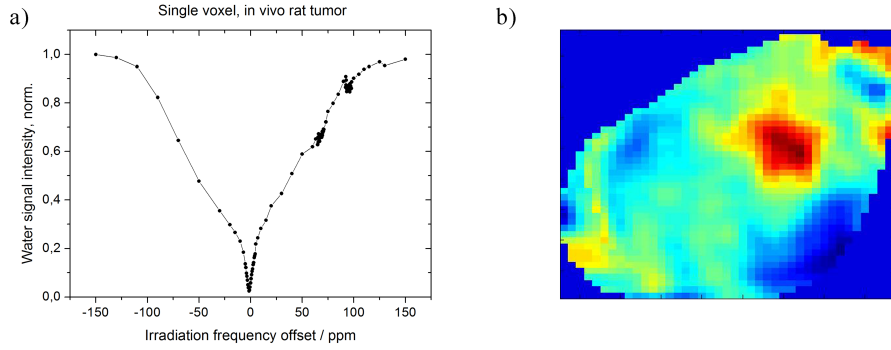 a)
Single voxel, in vivo rat tumor
b)
Water signal intensity, norm.
1,0
0,8
0,6
0,4
0,2
0,0
-150 -100 -50 0 50 100 150
Irradiation frequency offset / ppm